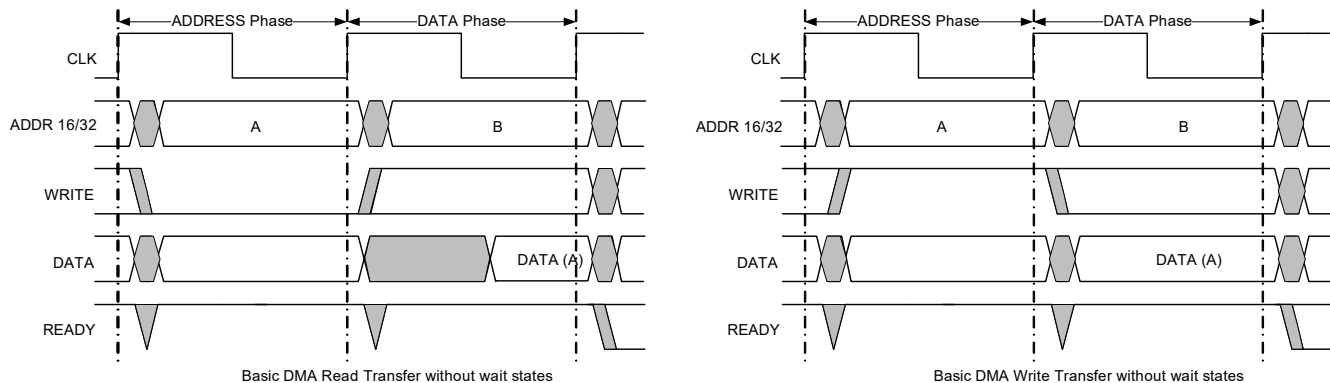 ADDRESS Phase DATA Phase
CLK
ADDR 16/32 A B
WRITE
DATA DATA (A)
READY
Basic DMA Read Transfer without wait states
ADDRESS Phase DATA Phase
CLK
ADDR 16/32 A B
WRITE
DATA DATA (A)
READY
Basic DMA Write Transfer without wait states